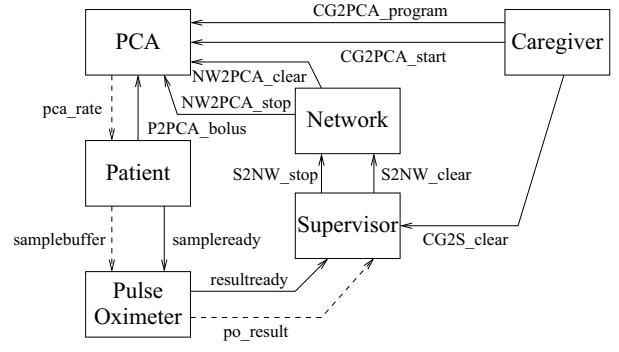 CG2PCA_program
PCA
Caregiver
CG2PCA_start
NW2PCA_clear
pca_rate
NW2PCA_stop
P2PCA_bolus
Network
Patient
S2NW_stop
S2NW_clear
samplebuffer
sampleready
Supervisor
CG2S_clear
resultready
Pulse
Oximeter
po_result